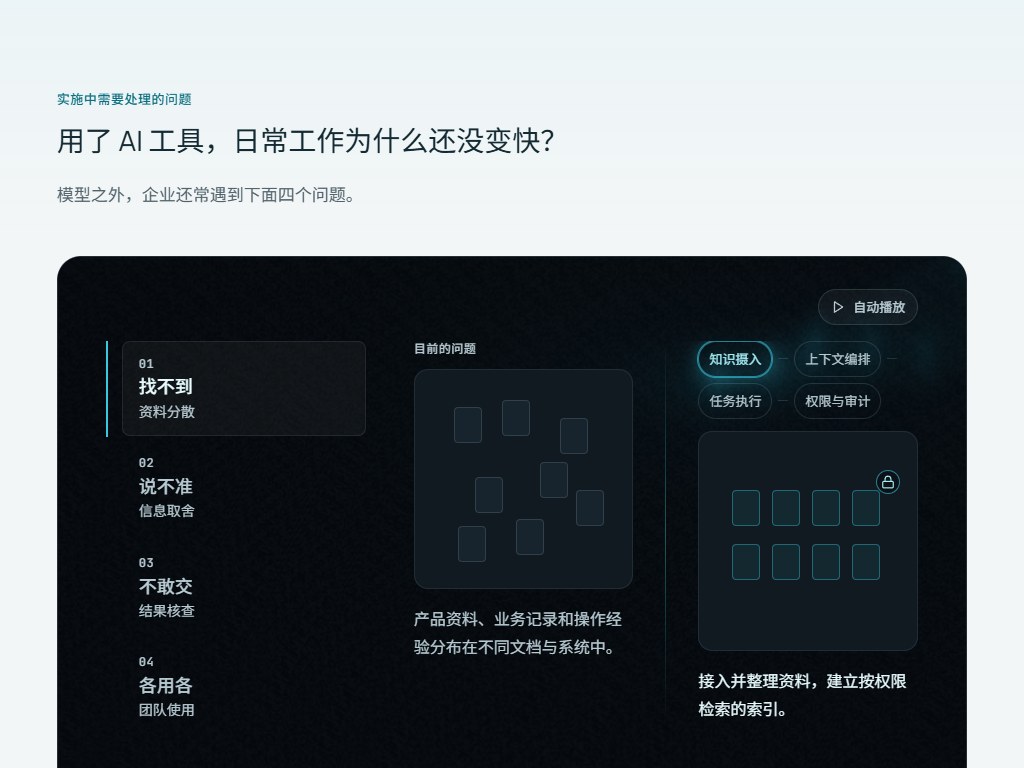 实施中需要处理的问题
用了 AI 工具，日常工作为什么还没变快？
模型之外，企业还常遇到下面四个问题。
自动播放
01
找不到
资料分散
02
说不准
信息取舍
03
不敢交
结果核查
04
各用各
团队使用
目前的问题
产品资料、业务记录和操作经
验分布在不同文档与系统中。
知识摄入
上下文编排
任务执行
权限与审计
接入并整理资料，建立按权限
检索的索引。